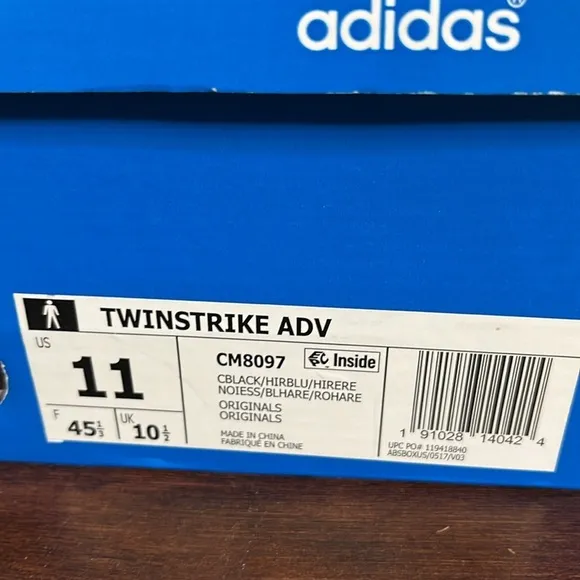 adidas®
TWINSTRIKE ADV
US
11
F
45⅓
UK
10½
CM8097
Inside
CBLACK/HIRBLU/HIRERE
NOIESS/BLHARE/ROHARE
ORIGINALS
ORIGINALS
MADE IN CHINA
FABRIQUÉ EN CHINE
1 91028 14042 4
UPC PO# 119418840
ABSBOXUS/0517/V03